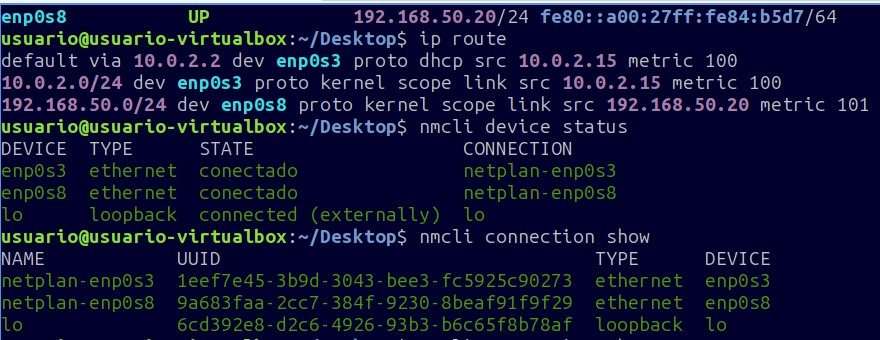 enp0s8           UP             192.168.50.20/24 fe80::a00:27ff:fe84:b5d7/64
usuario@usuario-virtualbox:~/Desktop$ ip route
default via 10.0.2.2 dev enp0s3 proto dhcp src 10.0.2.15 metric 100
10.0.2.0/24 dev enp0s3 proto kernel scope link src 10.0.2.15 metric 100
192.168.50.0/24 dev enp0s8 proto kernel scope link src 192.168.50.20 metric 101
usuario@usuario-virtualbox:~/Desktop$ nmcli device status
DEVICE  TYPE      STATE                   CONNECTION
enp0s3  ethernet  conectado               netplan-enp0s3
enp0s8  ethernet  conectado               netplan-enp0s8
lo      loopback  connected (externally)  lo
usuario@usuario-virtualbox:~/Desktop$ nmcli connection show
NAME            UUID                                  TYPE      DEVICE
netplan-enp0s3  1eef7e45-3b9d-3043-bee3-fc5925c90273  ethernet  enp0s3
netplan-enp0s8  9a683faa-2cc7-384f-9230-8beaf91f9f29  ethernet  enp0s8
lo              6cd392e8-d2c6-4926-93b3-b6c65f8b78af  loopback  lo